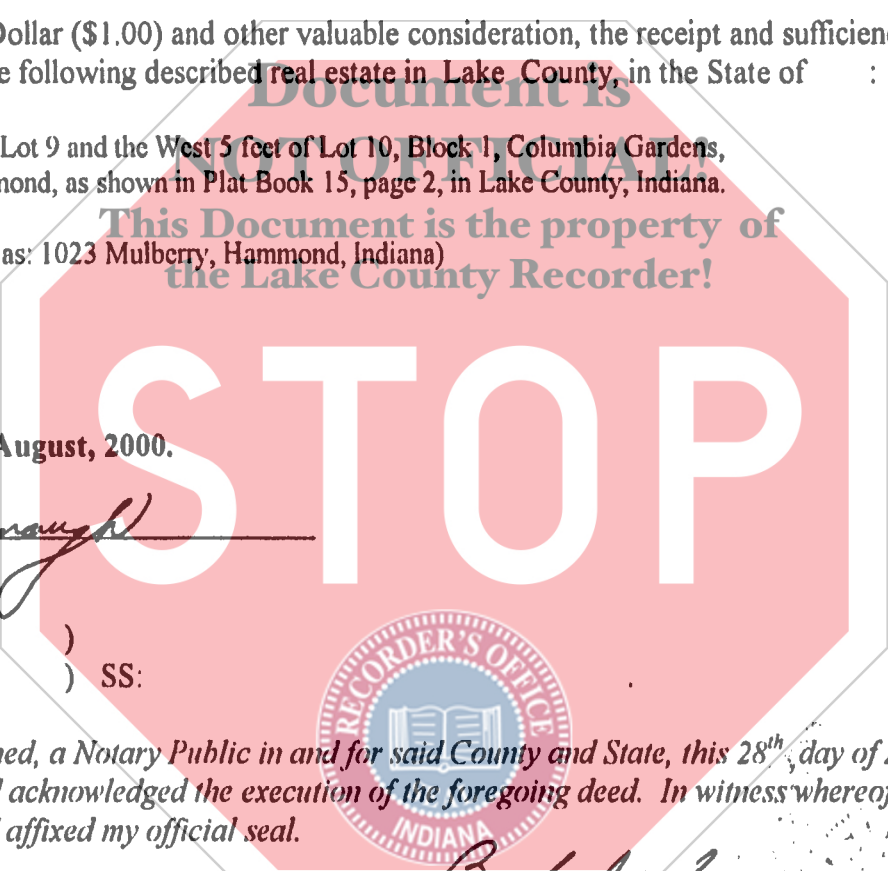 Dollar ($1.00) and other valuable consideration, the receipt and
following described real estate in Lake County, in the State of :
Document is
Lot 9 and the West 5 feet of Lot 10, Block 1, Columbia Gardens,
NOT OFFICIAL!
as shown in Plat Book 15, page 2, in Lake County, Indiana.
This Document is the property of
as: 1023 Mulberry, Hammond, Indiana)
the Lake County Recorder!
STOP
August, 2000.
)
) SS:
RECORDER'S OFFICE
INDIANA
a Notary Public in and for said County and State, this 28th day of
acknowledged the execution of the foregoing deed. In witness whereof
affixed my official seal.